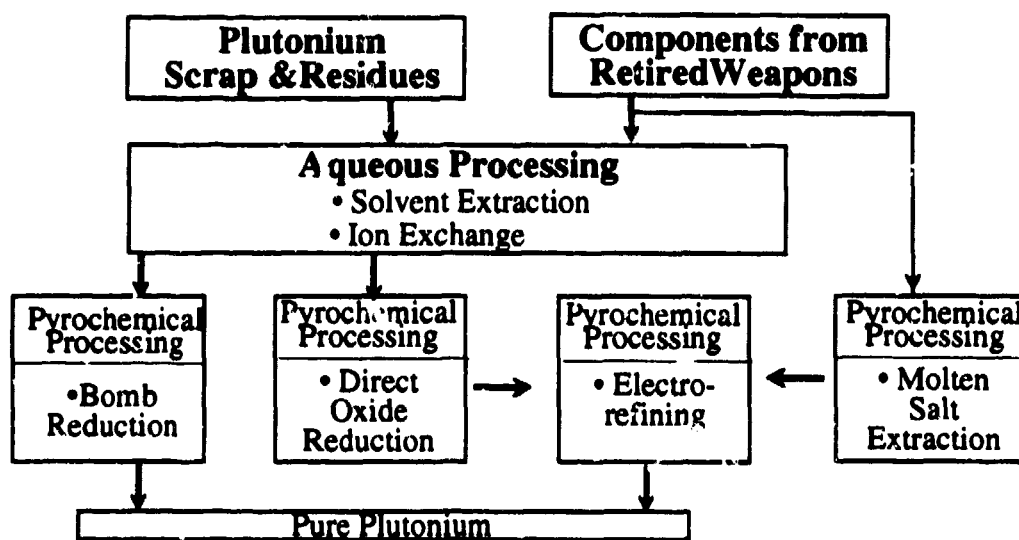 Plutonium
Scrap &Residues
Components from
RetiredWeapons
Aqueous Processing
• Solvent Extraction
• Ion Exchange
Pyrochemical
Processing
•Bomb
Reduction
Pyrochemical
Processing
• Direct
Oxide
Reduction
Pyrochemical
Processing
• Electro-
refining
Pyrochemical
Processing
• Molten
Salt
Extraction
Pure Plutonium